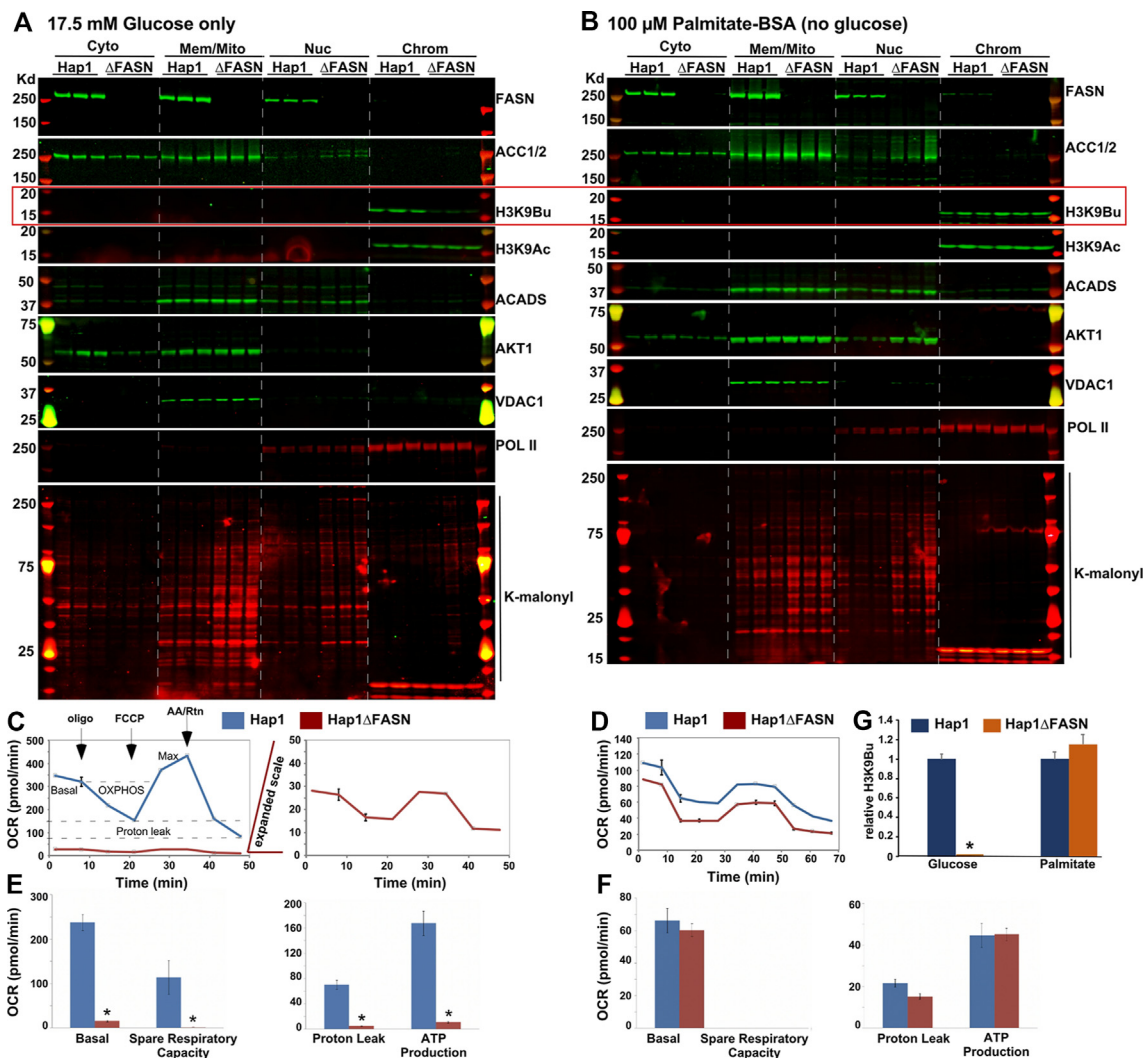 A 17.5 mM Glucose only
Cyto Mem/Mito Nuc Chrom
Hap1 ΔFASN Hap1 ΔFASN Hap1 ΔFASN Hap1 ΔFASN
Kd
250
150
FASN
250
150
ACC1/2
20
15
H3K9Bu
20
15
H3K9Ac
50
37
ACADS
75
50
AKT1
37
25
VDAC1
250
POL II
250
75
25
K-malonyl
B 100 µM Palmitate-BSA (no glucose)
Cyto Mem/Mito Nuc Chrom
Hap1 ΔFASN Hap1 ΔFASN Hap1 ΔFASN Hap1 ΔFASN
Kd
250
150
FASN
250
150
ACC1/2
20
15
H3K9Bu
20
15
H3K9Ac
50
37
ACADS
75
50
AKT1
37
25
VDAC1
250
POL II
250
75
25
15
K-malonyl
C
oligo FCCP AA/Rtn
Hap1 Hap1ΔFASN
OCR (pmol/min)
500
450
400
350
300
250
200
100
50
0
Basal
OXPHOS
Max
Proton leak
expanded scale
0 10 20 30 40 50
Time (min)
50
40
30
20
10
0
0 10 20 30 40 50
Time (min)
D
Hap1 Hap1ΔFASN
OCR (pmol/min)
140
120
100
80
60
40
20
0
0 10 20 30 40 50 60 70
Time (min)
G
Hap1 Hap1ΔFASN
relative H3K9Bu
1.4
1.2
1
0.8
0.6
0.4
0.2
0
*
Glucose Palmitate
E
OCR (pmol/min)
300
200
100
0
* *
Basal Spare Respiratory
Capacity
200
160
120
80
40
0
* *
Proton Leak ATP
Production
F
OCR (pmol/min)
100
80
60
40
20
0
Basal Spare Respiratory
Capacity
60
40
20
0
Proton Leak ATP
Production